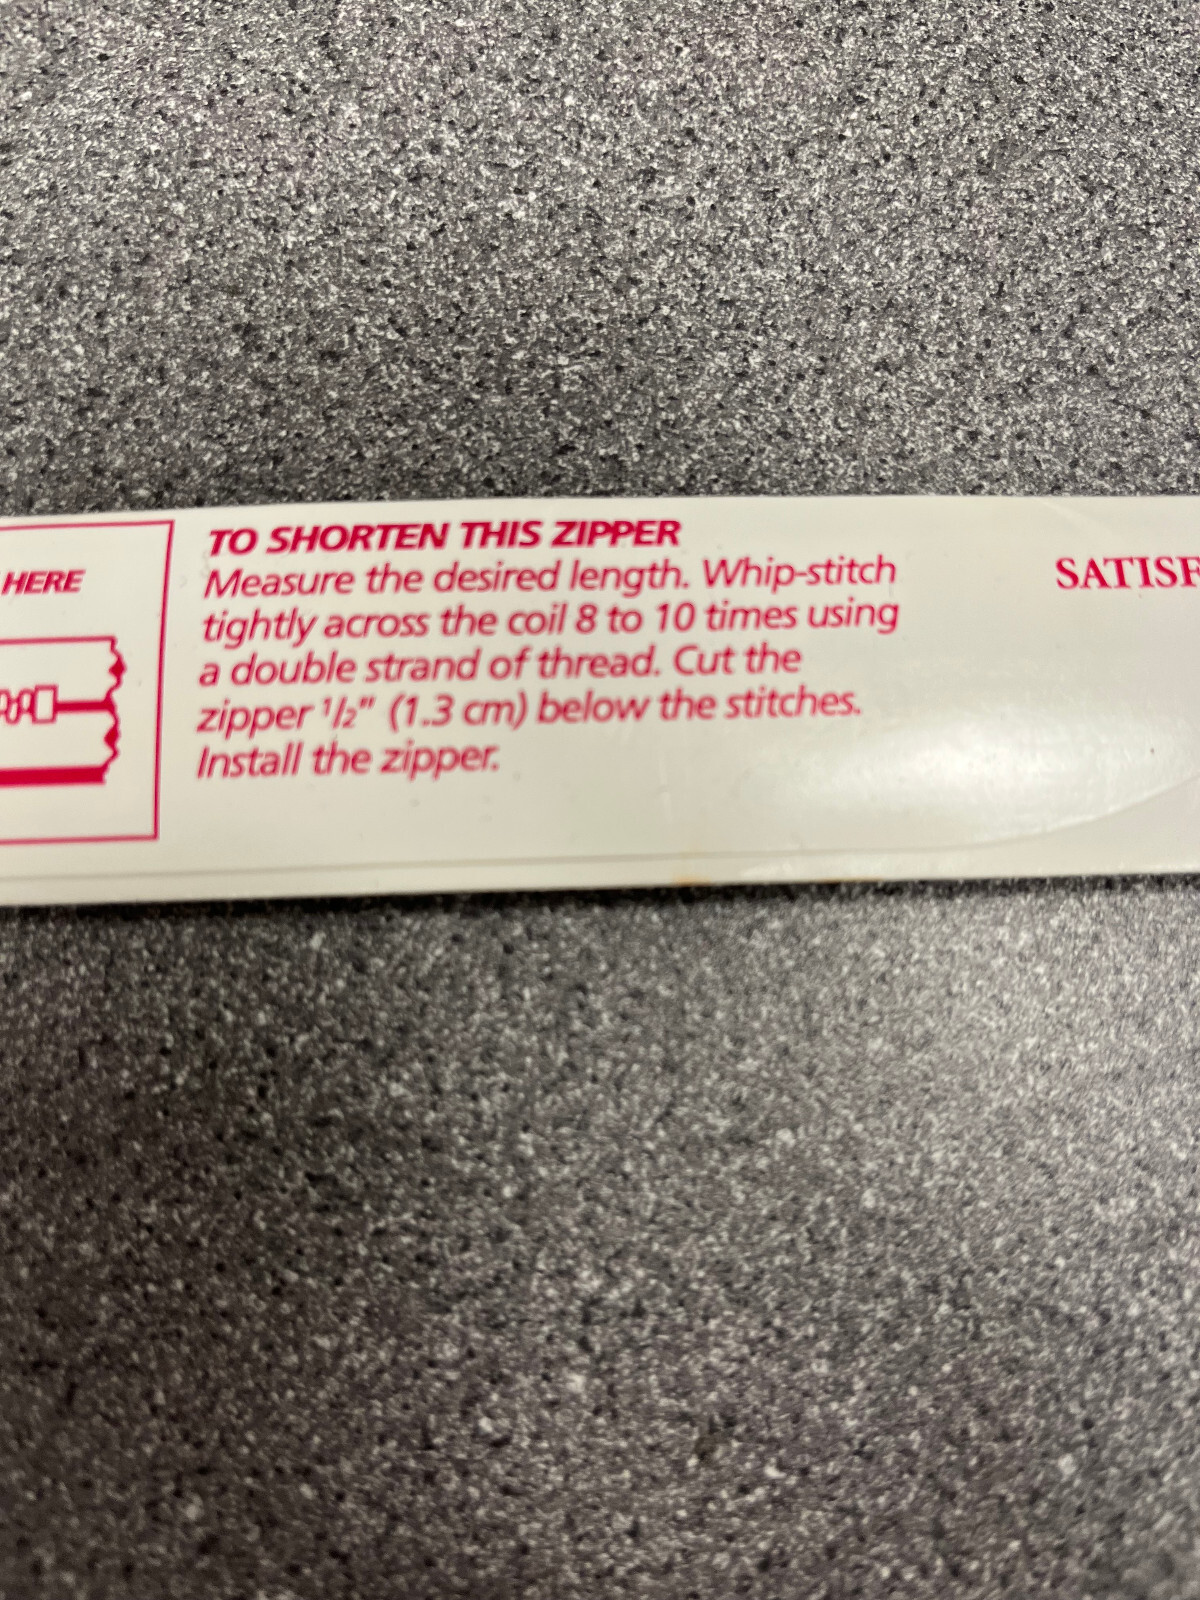 HERE
TO SHORTEN THIS ZIPPER
Measure the desired length. Whip-stitch
tightly across the coil 8 to 10 times using
a double strand of thread. Cut the
zipper 1/2" (1.3 cm) below the stitches.
Install the zipper.